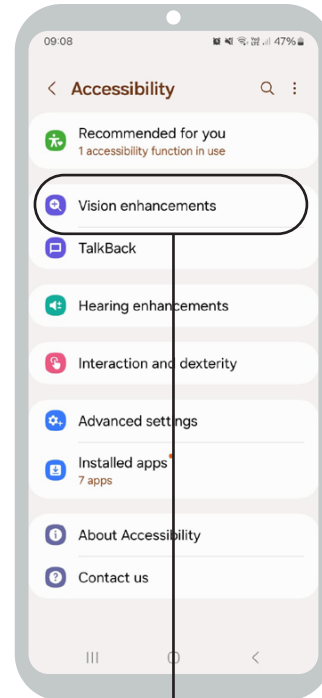 09:08 47%
Accessibility
Recommended for you
1 accessibility function in use
Vision enhancements
TalkBack
Hearing enhancements
Interaction and dexterity
Advanced settings
Installed apps
7 apps
About Accessibility
Contact us